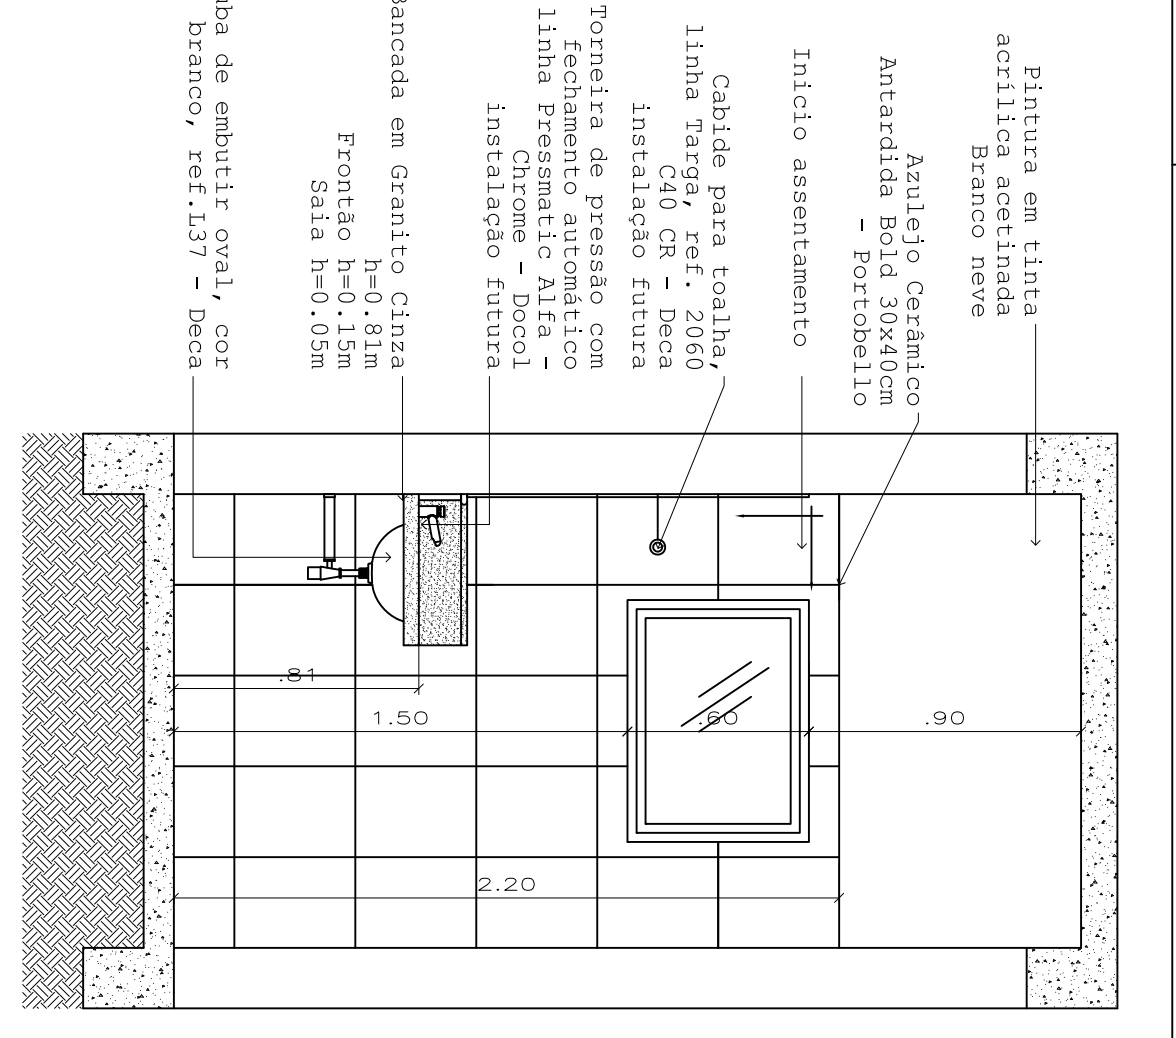 Pintura em tinta
acrílica acetinada
Branco neve
Azulejo Cerâmico
Antardida Bold 30x40cm
- Portobello
Inicio assentamento
Cabide para toalha,
linha Targa, ref. 2060
C40 CR - Deca
instalação futura
Torneira de pressão com
fechamento automático
linha Pressmatic Alfa -
Chrome - Docol
instalação futura
Bancada em Granito Cinza
h=0.81m
Frontão h=0.15m
Saia h=0.05m
de embutir oval, cor
branco, ref.L37 - Deca
.81
1.50
.60
.90
2.20